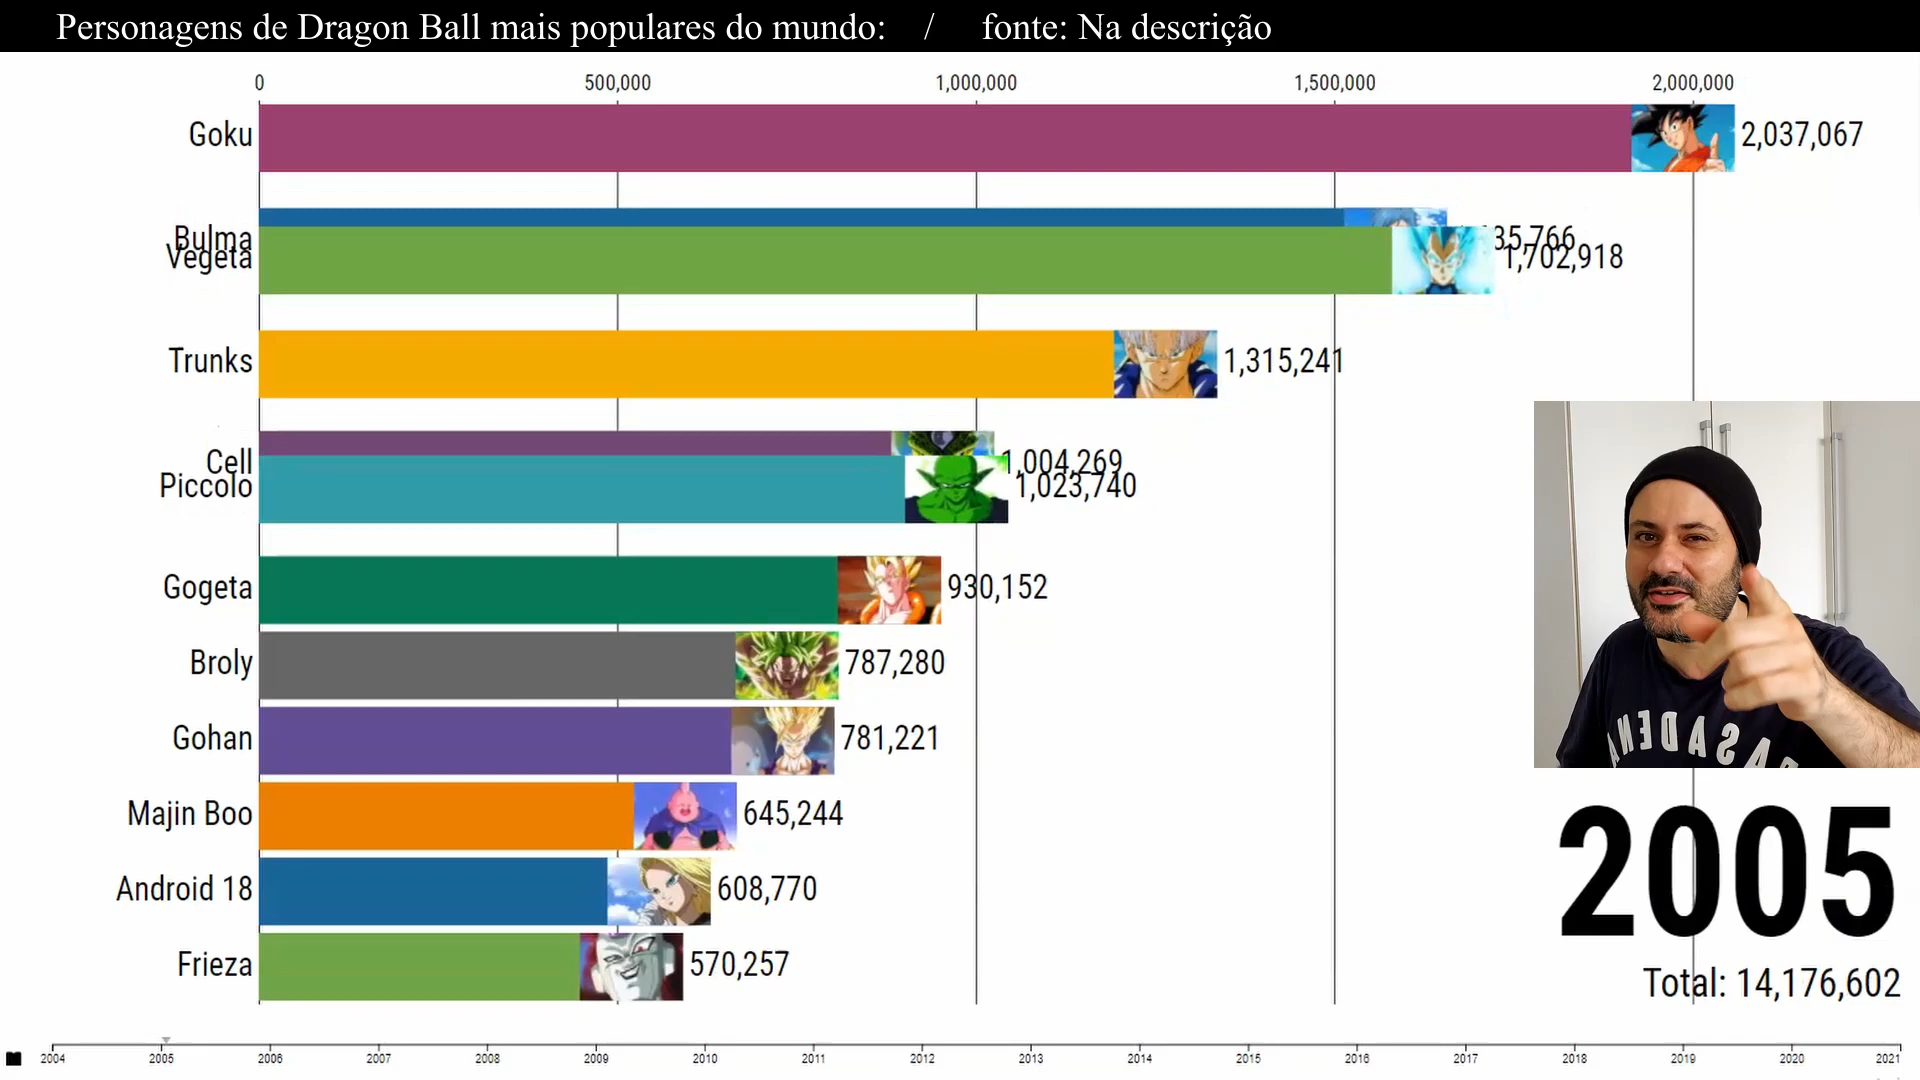 Personagens de Dragon Ball mais populares do mundo: / fonte: Na descrição
0 500,000 1,000,000 1,500,000 2,000,000
Goku 2,037,067
Bulma 35,766
Vegeta 1,702,918
Trunks 1,315,241
Cell 1,004,269
Piccolo 1,023,740
Gogeta 930,152
Broly 787,280
Gohan 781,221
Majin Boo 645,244
Android 18 608,770
Frieza 570,257
PASADENA
2005
Total: 14,176,602
2004 2005 2006 2007 2008 2009 2010 2011 2012 2013 2014 2015 2016 2017 2018 2019 2020 2021